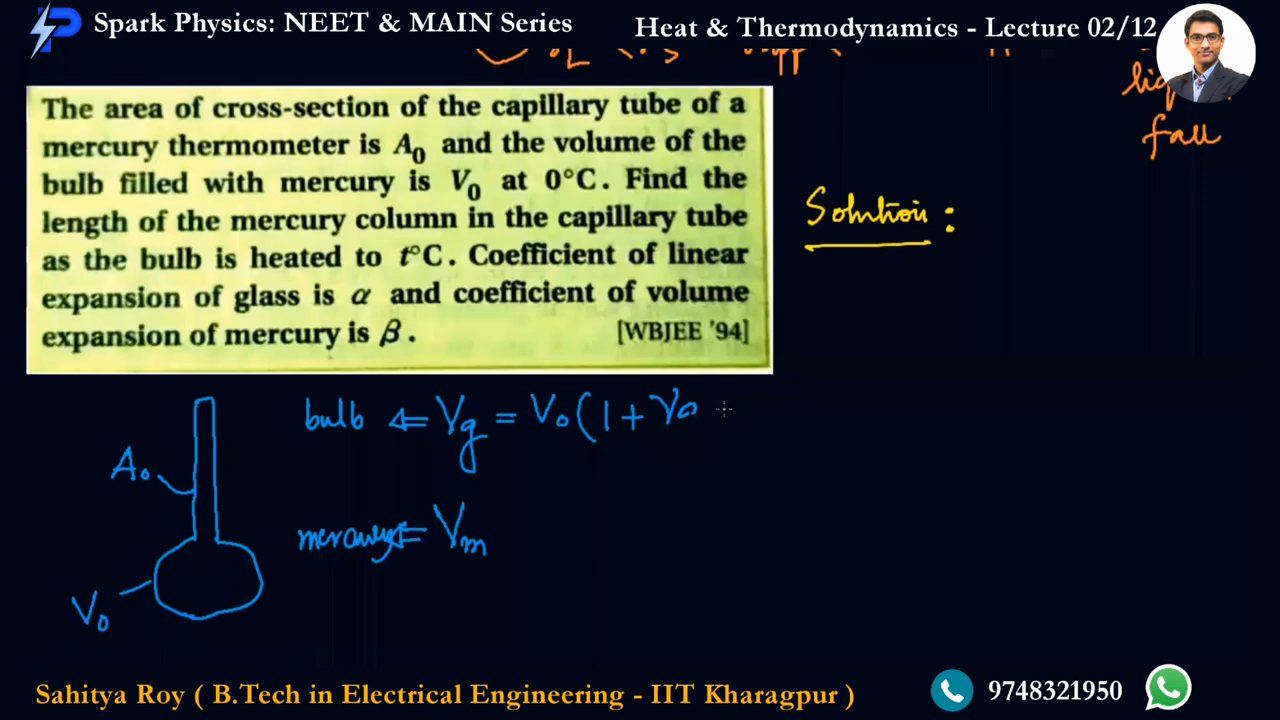 Spark Physics: NEET & MAIN Series
Heat & Thermodynamics - Lecture 02/12
fall
The area of cross-section of the capillary tube of a
mercury thermometer is A₀ and the volume of the
bulb filled with mercury is V₀ at 0°C. Find the
length of the mercury column in the capillary tube
as the bulb is heated to t°C. Coefficient of linear
expansion of glass is α and coefficient of volume
expansion of mercury is β.
[WBJEE '94]
Solution :
bulb ⇐ Vg = V₀(1 + γ
A₀
mercury ⇐ Vm
V₀
Sahitya Roy ( B.Tech in Electrical Engineering - IIT Kharagpur )
9748321950